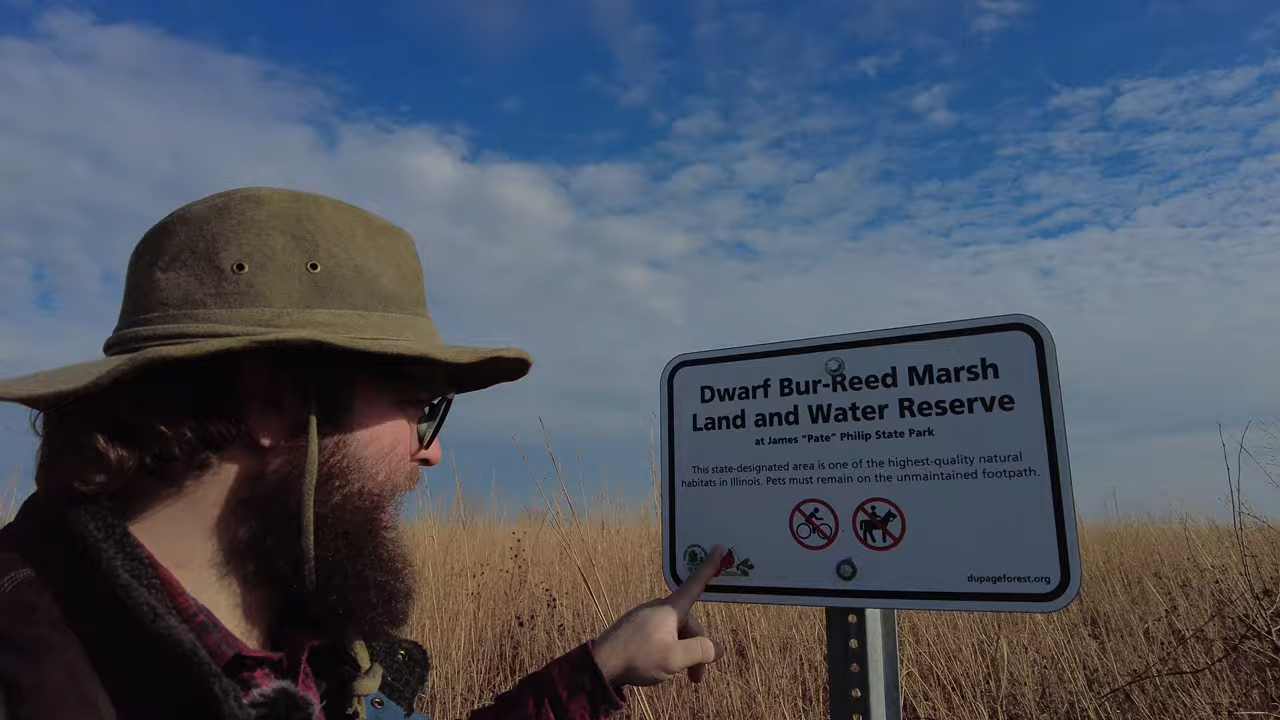 Dwarf Bur-Reed Marsh
Land and Water Reserve
at James "Pate" Philip State Park
This state-designated area is one of the highest-quality natural
habitats in Illinois. Pets must remain on the unmaintained footpath.
dupageforest.org